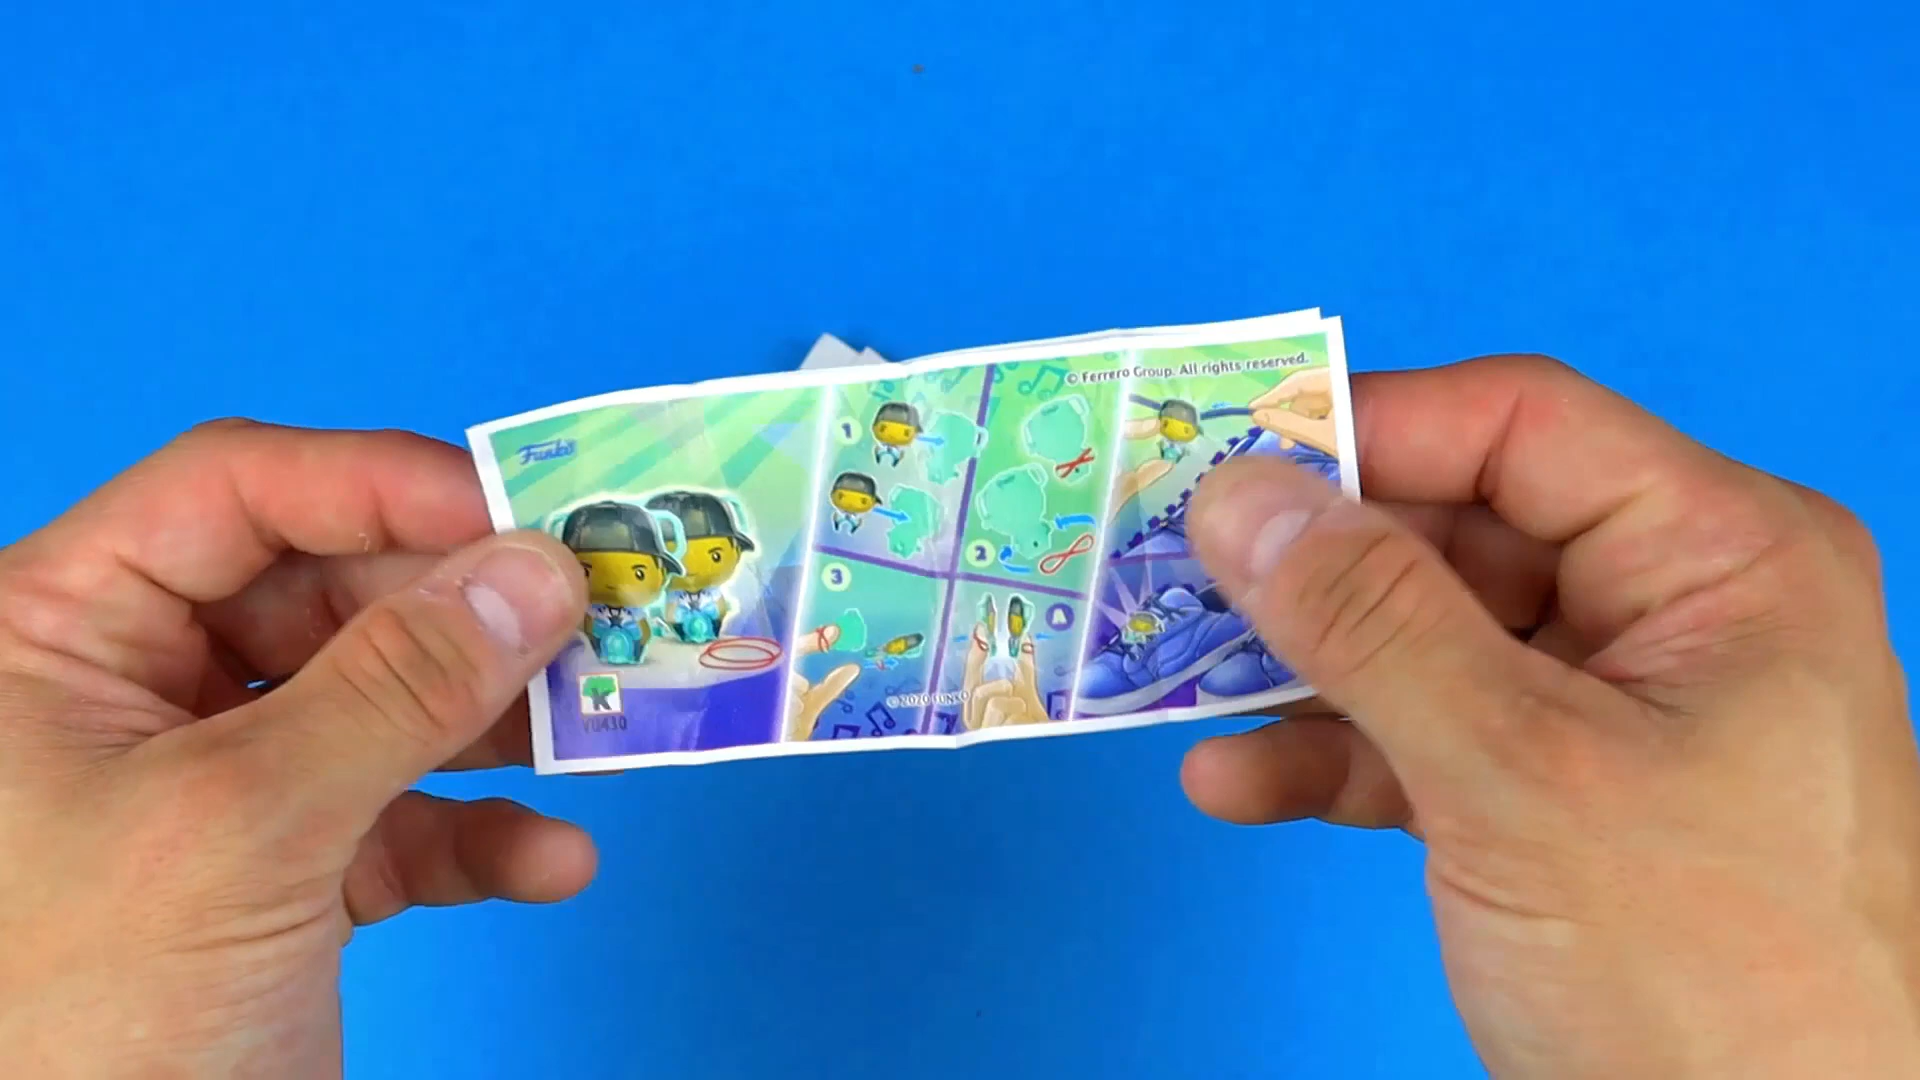 Funko
© Ferrero Group. All rights reserved.
1
2
3
A
© 2020 FUNKO
K
VU430